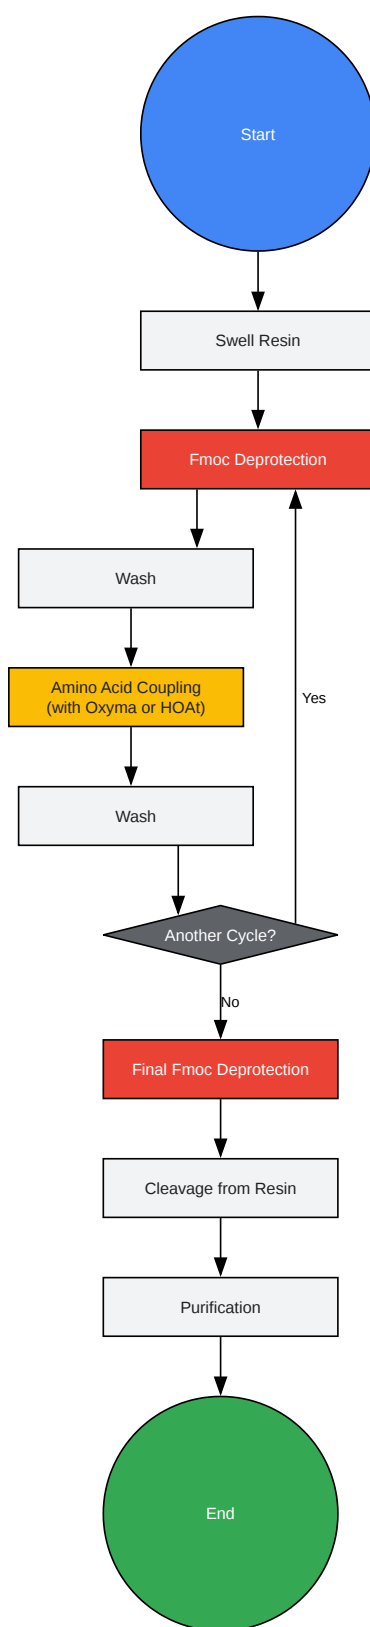 Start
Swell Resin
Fmoc Deprotection
Wash
Amino Acid Coupling
(with Oxyma or HOAt)
Yes
Wash
Another Cycle?
No
Final Fmoc Deprotection
Cleavage from Resin
Purification
End